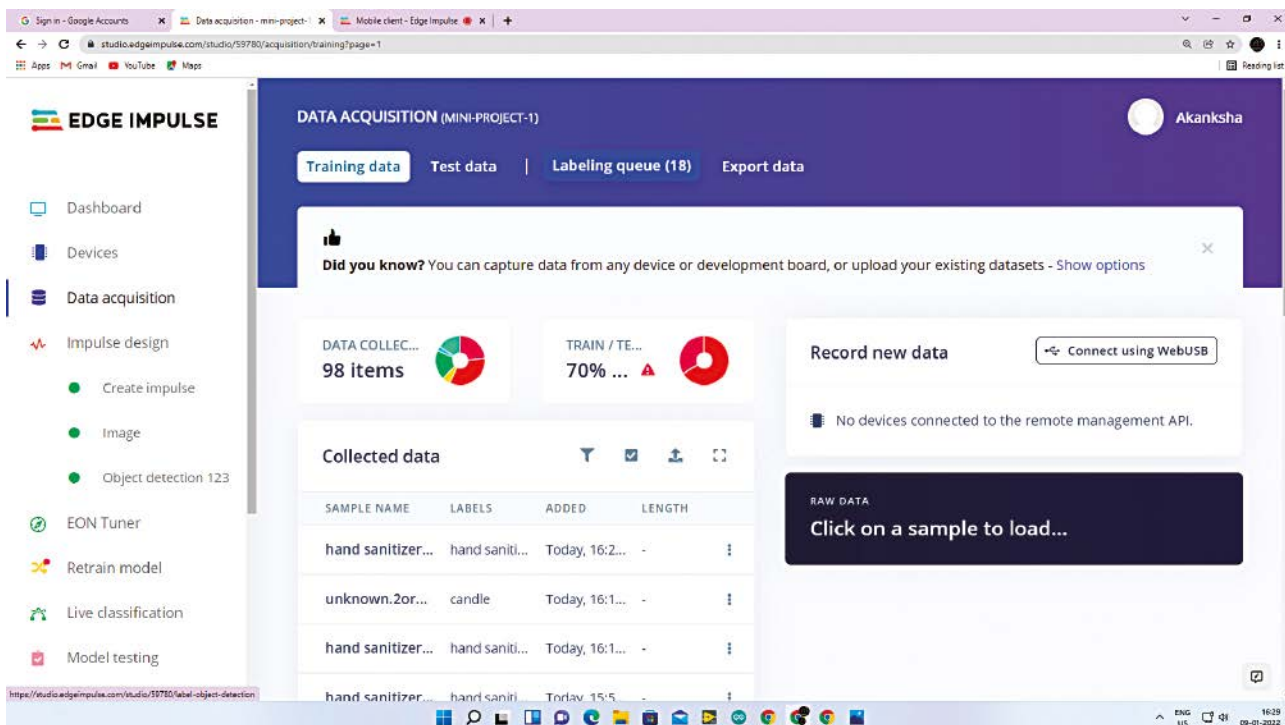 Sign in - Google Accounts
Data acquisition - mini-project-1
Mobile client - Edge Impulse
studio.edgeimpulse.com/studio/59780/acquisition/training?page=1
Apps Gmail YouTube Maps
Reading list
EDGE IMPULSE
Dashboard
Devices
Data acquisition
Impulse design
Create impulse
Image
Object detection 123
EON Tuner
Retrain model
Live classification
Model testing
https://studio.edgeimpulse.com/studio/59780/label-object-detection
DATA ACQUISITION (MINI-PROJECT-1)
Akanksha
Training data Test data | Labeling queue (18) Export data
Did you know? You can capture data from any device or development board, or upload your existing datasets - Show options
DATA COLLEC...
98 items
TRAIN / TE...
70% ...
Collected data
SAMPLE NAME LABELS ADDED LENGTH
hand sanitizer... hand saniti... Today, 16:2... -
unknown.2or... candle Today, 16:1... -
hand sanitizer... hand saniti... Today, 16:1... -
hand sanitizer... hand saniti... Today, 15:5... -
Record new data
Connect using WebUSB
No devices connected to the remote management API.
RAW DATA
Click on a sample to load...
ENG
US
16:29
09-01-2022